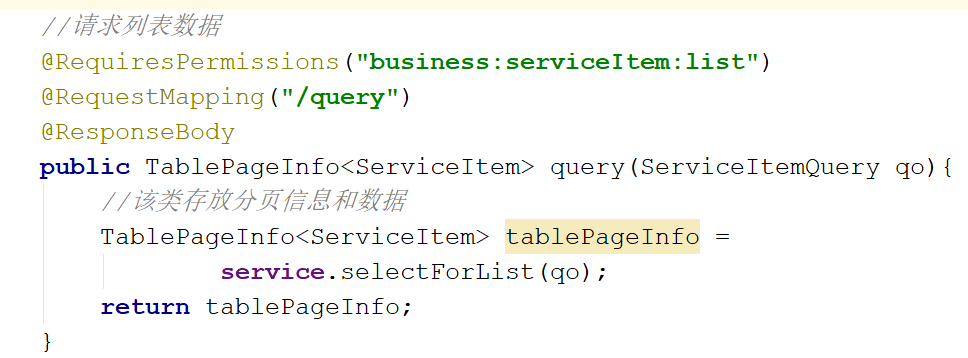 //请求列表数据
@RequiresPermissions("business:serviceItem:list")
@RequestMapping("/query")
@ResponseBody
public TablePageInfo<ServiceItem> query(ServiceItemQuery qo){
//该类存放分页信息和数据
TablePageInfo<ServiceItem> tablePageInfo =
service.selectForList(qo);
return tablePageInfo;
}